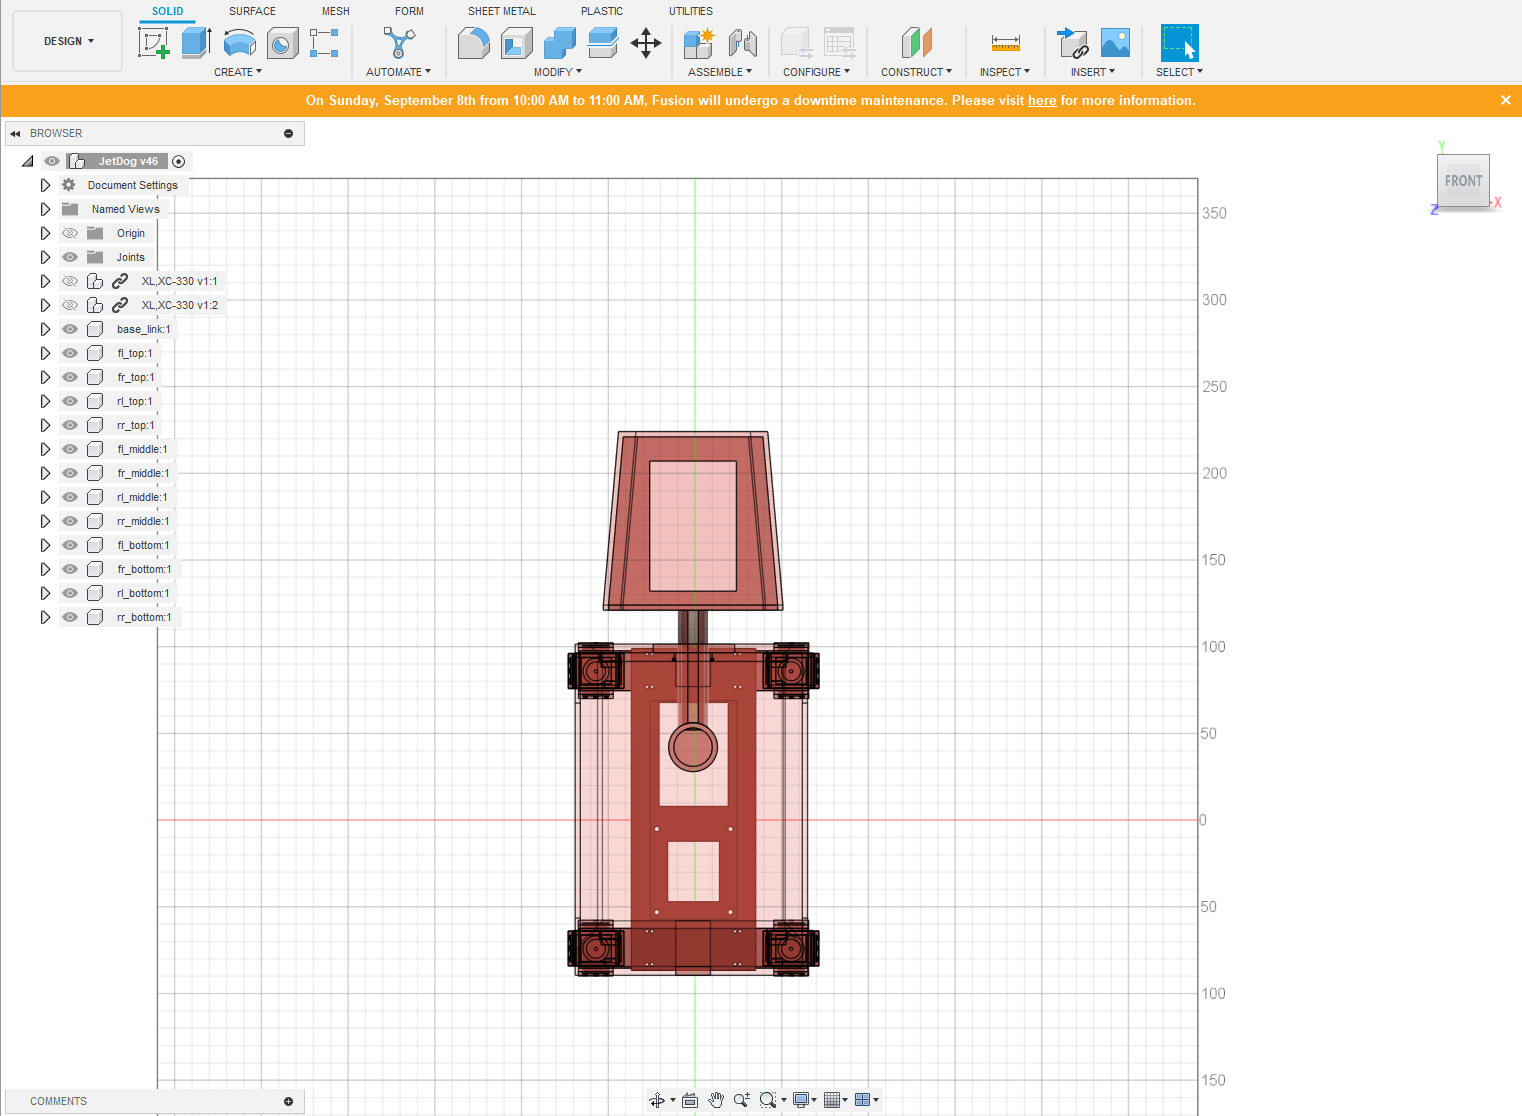 SOLID SURFACE MESH FORM SHEET METAL PLASTIC UTILITIES
DESIGN
CREATE AUTOMATE MODIFY ASSEMBLE CONFIGURE CONSTRUCT INSPECT INSERT SELECT
On Sunday, September 8th from 10:00 AM to 11:00 AM, Fusion will undergo a downtime maintenance. Please visit here for more information.
BROWSER
JetDog v46
Document Settings
Named Views
Origin
Joints
XL,XC-330 v1:1
XL,XC-330 v1:2
base_link:1
fl_top:1
fr_top:1
rl_top:1
rr_top:1
fl_middle:1
fr_middle:1
rl_middle:1
rr_middle:1
fl_bottom:1
fr_bottom:1
rl_bottom:1
rr_bottom:1
Y
FRONT
Z
-X
350
300
250
200
150
100
50
0
50
100
150
COMMENTS